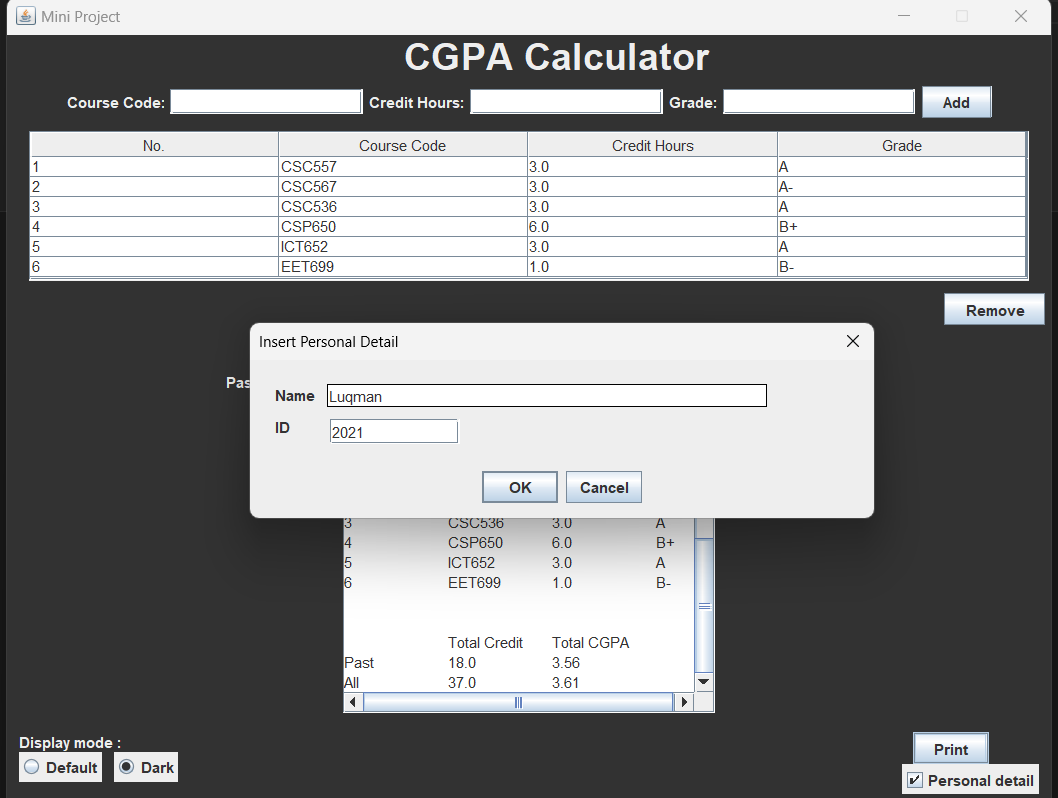 Mini Project
CGPA Calculator
Course Code: Credit Hours: Grade: Add
No. Course Code Credit Hours Grade
1 CSC557 3.0 A
2 CSC567 3.0 A-
3 CSC536 3.0 A
4 CSP650 6.0 B+
5 ICT652 3.0 A
6 EET699 1.0 B-
Remove
Insert Personal Detail
Pas
Name Luqman
ID 2021
OK Cancel
3 CSC536 3.0 A
4 CSP650 6.0 B+
5 ICT652 3.0 A
6 EET699 1.0 B-
Total Credit Total CGPA
Past 18.0 3.56
All 37.0 3.61
Display mode :
Default Dark
Print
Personal detail